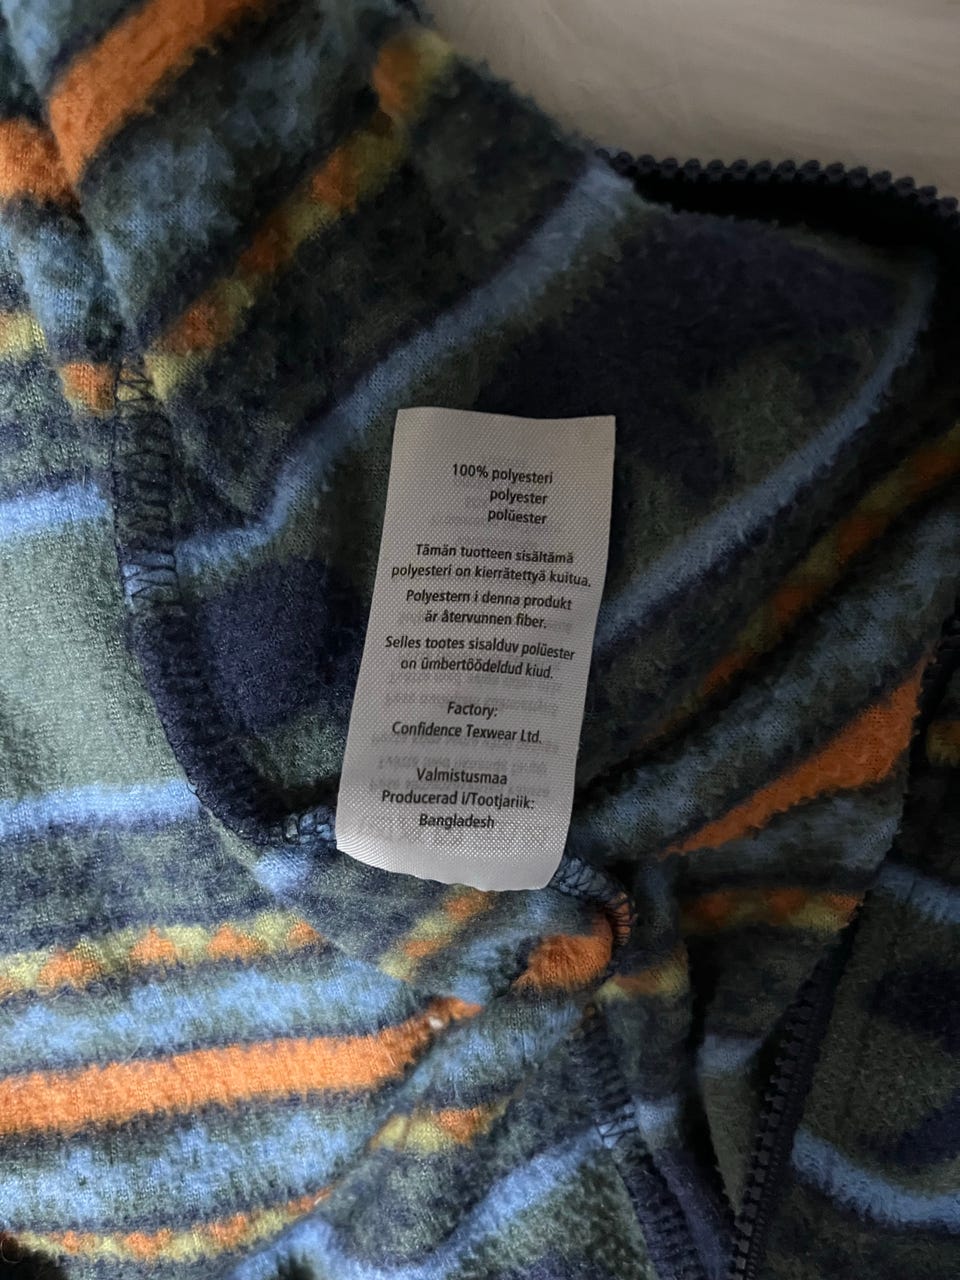 100% polyesteri
polyester
polüester
Tämän tuotteen sisältämä
polyesteri on kierrätettyä kuitua.
Polyestern i denna produkt
är återvunnen fiber.
Selles tootes sisalduv polüester
on ümbertöödeldud kiud.
Factory:
Confidence Texwear Ltd.
Valmistusmaa
Producerad i/Tootjariik:
Bangladesh